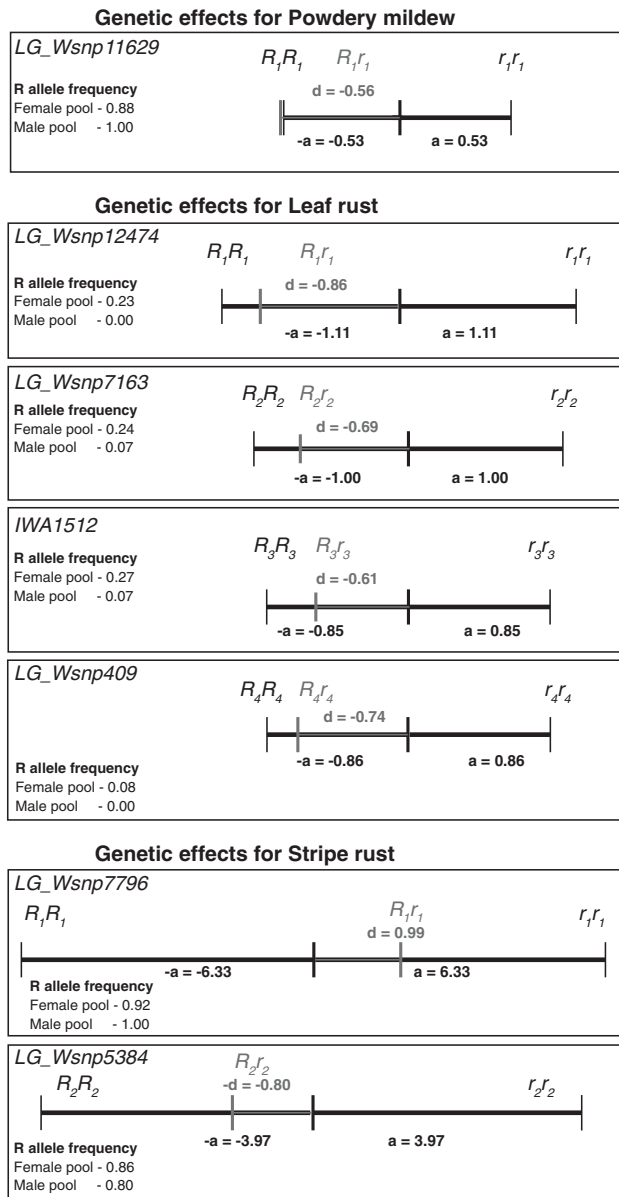 Genetic effects for Powdery mildew
LG_Wsnp11629
R₁R₁ R₁r₁ r₁r₁
R allele frequency
d = -0.56
Female pool - 0.88
Male pool - 1.00
-a = -0.53 a = 0.53
Genetic effects for Leaf rust
LG_Wsnp12474
R₁R₁ R₁r₁ r₁r₁
R allele frequency
d = -0.86
Female pool - 0.23
Male pool - 0.00
-a = -1.11 a = 1.11
LG_Wsnp7163
R₂R₂ R₂r₂ r₂r₂
R allele frequency
Female pool - 0.24
d = -0.69
Male pool - 0.07
-a = -1.00 a = 1.00
IWA1512
R₃R₃ R₃r₃ r₃r₃
R allele frequency
Female pool - 0.27
d = -0.61
Male pool - 0.07
-a = -0.85 a = 0.85
LG_Wsnp409
R₄R₄ R₄r₄ r₄r₄
d = -0.74
-a = -0.86 a = 0.86
R allele frequency
Female pool - 0.08
Male pool - 0.00
Genetic effects for Stripe rust
LG_Wsnp7796
R₁R₁ R₁r₁ r₁r₁
d = 0.99
-a = -6.33 a = 6.33
R allele frequency
Female pool - 0.92
Male pool - 1.00
LG_Wsnp5384
R₂r₂
R₂R₂ -d = -0.80 r₂r₂
-a = -3.97 a = 3.97
R allele frequency
Female pool - 0.86
Male pool - 0.80